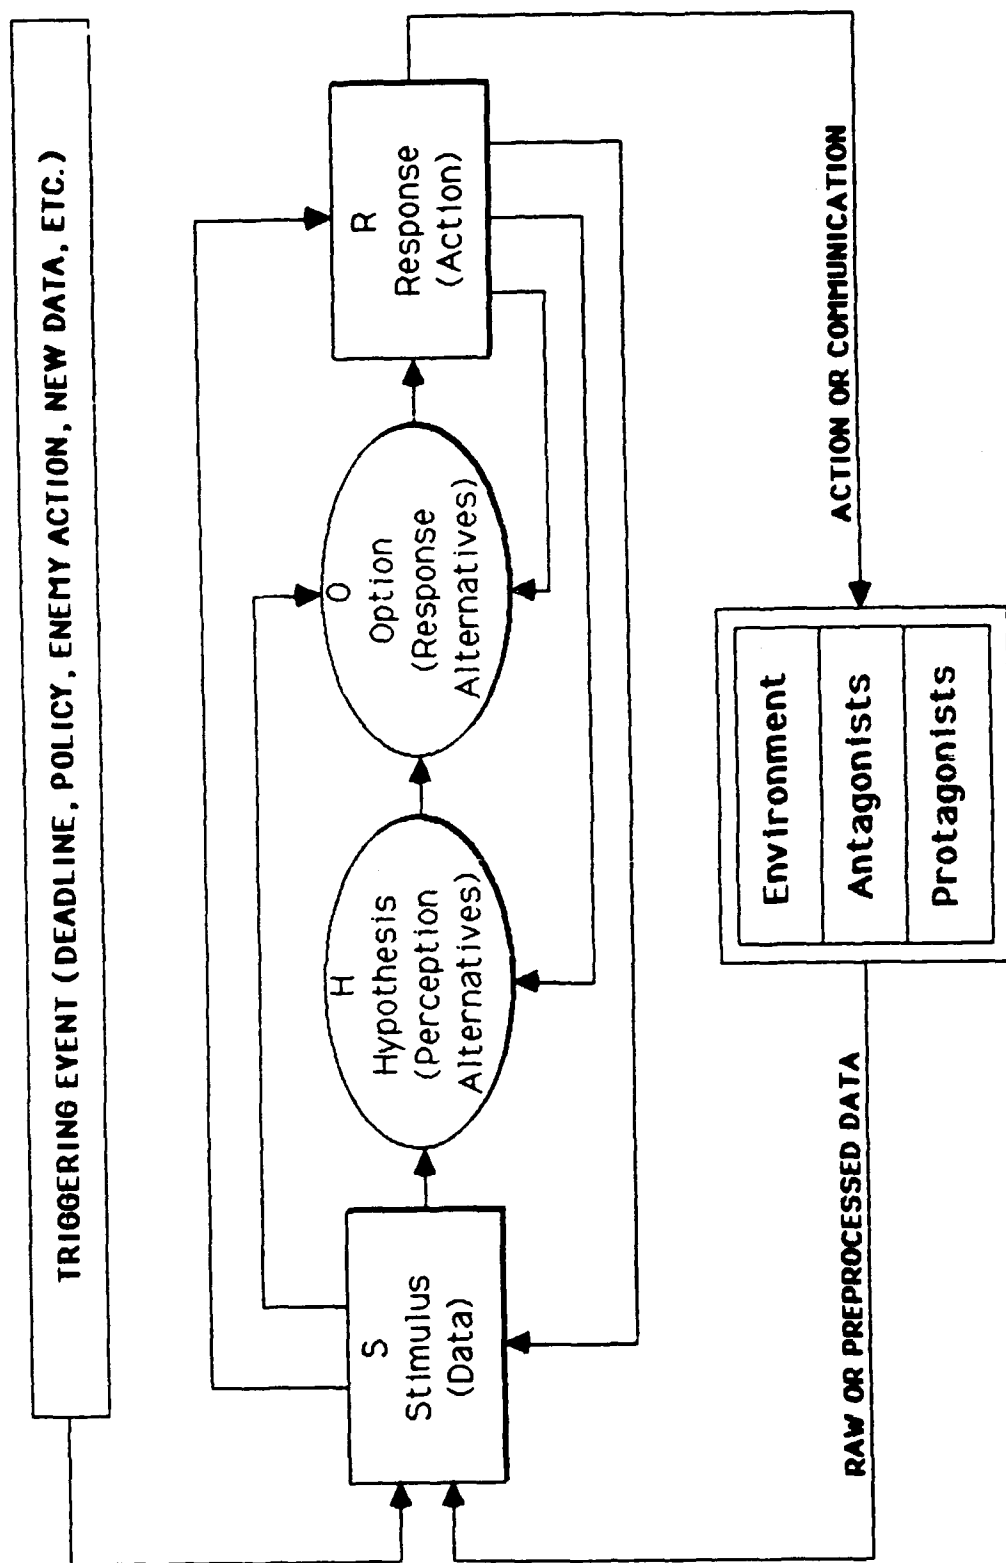 TRIGGERING EVENT (DEADLINE, POLICY, ENEMY ACTION, NEW DATA, ETC.)
S
Stimulus
(Data)
H
Hypothesis
(Perception
Alternatives)
O
Option
(Response
Alternatives)
R
Response
(Action)
RAW OR PREPROCESSED DATA
Environment
Antagonists
Protagonists
ACTION OR COMMUNICATION